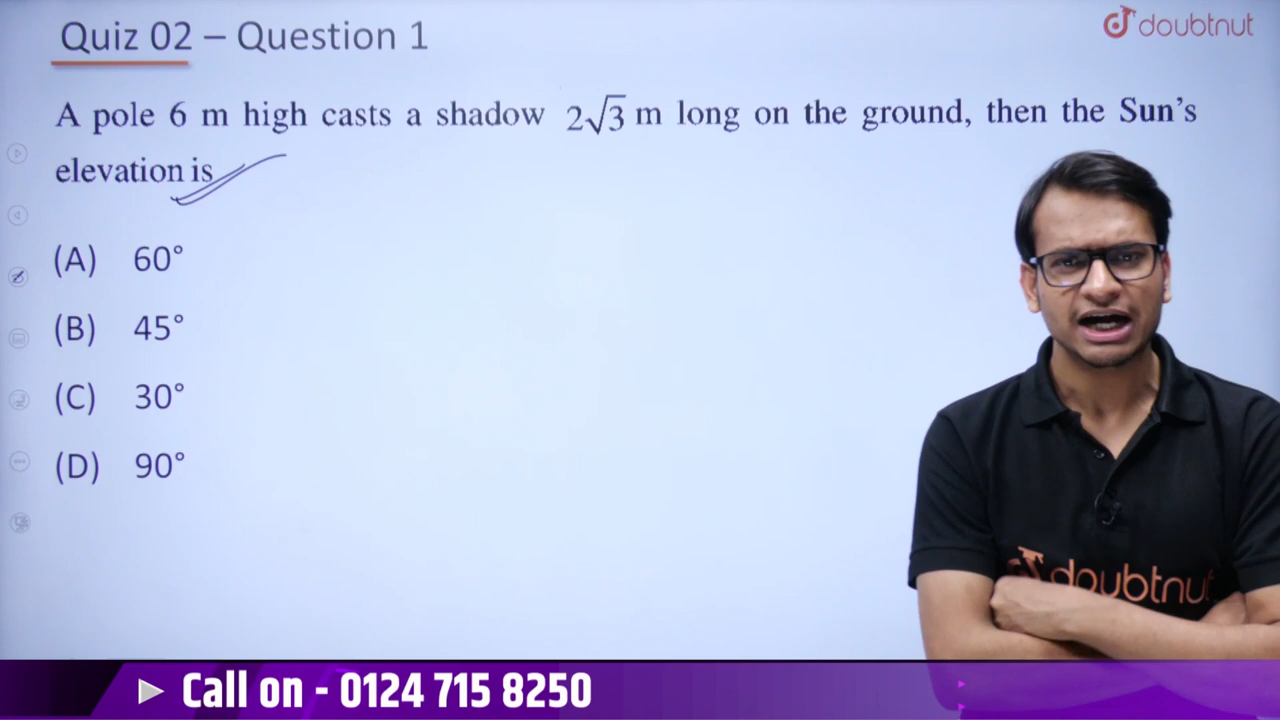 Quiz 02 – Question 1
doubtnut
A pole 6 m high casts a shadow 2√3 m long on the ground, then the Sun's
elevation is
(A) 60°
(B) 45°
(C) 30°
(D) 90°
doubtnut
Call on - 0124 715 8250